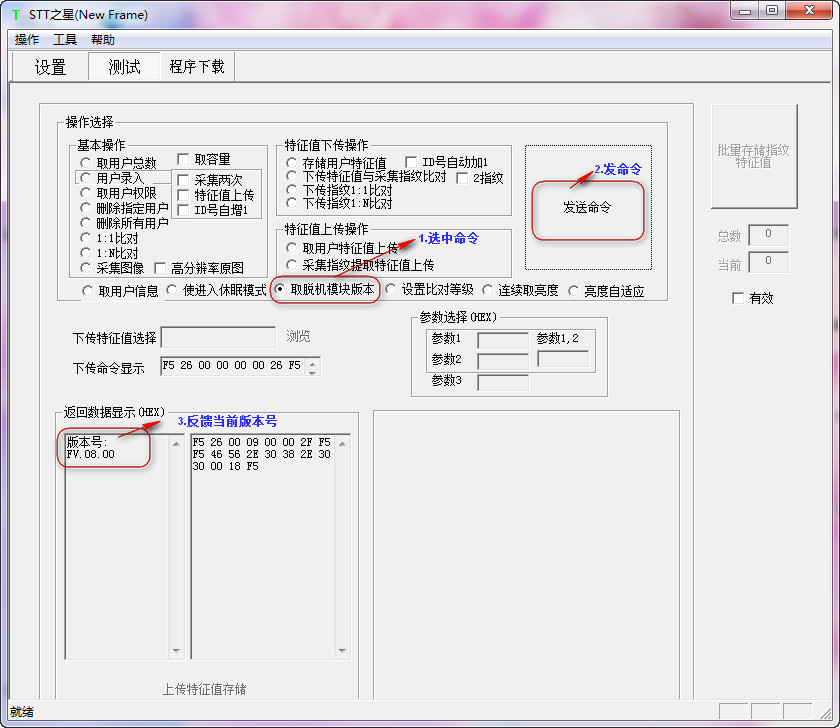 STT之星(New Frame)
操作 工具 帮助
设置 测试 程序下载
操作选择
基本操作
取用户总数
取容量
用户录入
采集两次
取用户权限
特征值上传
删除指定用户
ID号自增1
删除所有用户
1:1比对
1:N比对
采集图像
高分辨率原图
特征值下传操作
存储用户特征值
ID号自动加1
下传特征值与采集指纹比对
2指纹
下传指纹1:1比对
下传指纹1:N比对
特征值上传操作
取用户特征值上传
采集指纹提取特征值上传
1.选中命令
2.发命令
发送命令
取用户信息 使进入休眠模式 取脱机模块版本 设置比对等级 连续取亮度 亮度自适应
批量存储指纹
特征值
总数 0
当前 0
有效
下传特征值选择 浏览
下传命令显示 F5 26 00 00 00 00 26 F5
参数选择(HEX)
参数1 参数1,2
参数2
参数3
返回数据显示(HEX)
3.反馈当前版本号
版本号:
FV.08.00
F5 26 00 09 00 00 2F F5
F5 46 56 2E 30 38 2E 30
30 00 18 F5
上传特征值存储
就绪